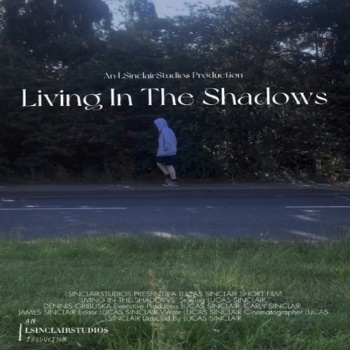 An LSinclairStudios Production
Living In The Shadows
LSINCLAIRSTUDIOS PRESENTS A LUCAS SINCLAIR SHORT FILM
"LIVING IN THE SHADOWS" Starring LUCAS SINCLAIR,
DENNIS GRBUSKA Executive Producers LUCAS SINCLAIR, CARLY SINCLAIR,
JAMES SINCLAIR Editor LUCAS SINCLAIR Writer LUCAS SINCLAIR Cinematographer LUCAS
SINCLAIR Directed By LUCAS SINCLAIR
AN
LSINCLAIRSTUDIOS
PRODUCTION